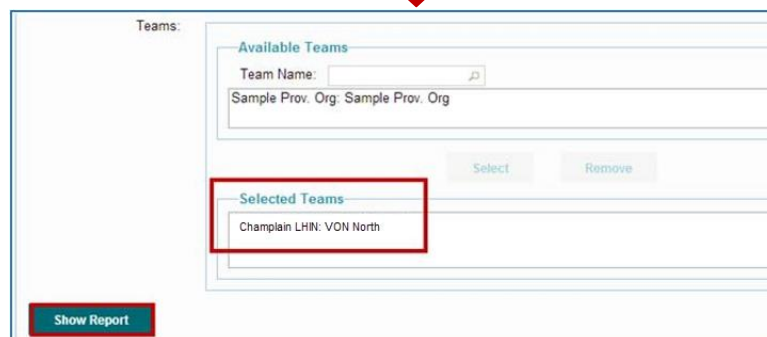 Teams:
Available Teams
Team Name:
Sample Prov. Org: Sample Prov. Org
Select Remove
Selected Teams
Champlain LHIN: VON North
Show Report